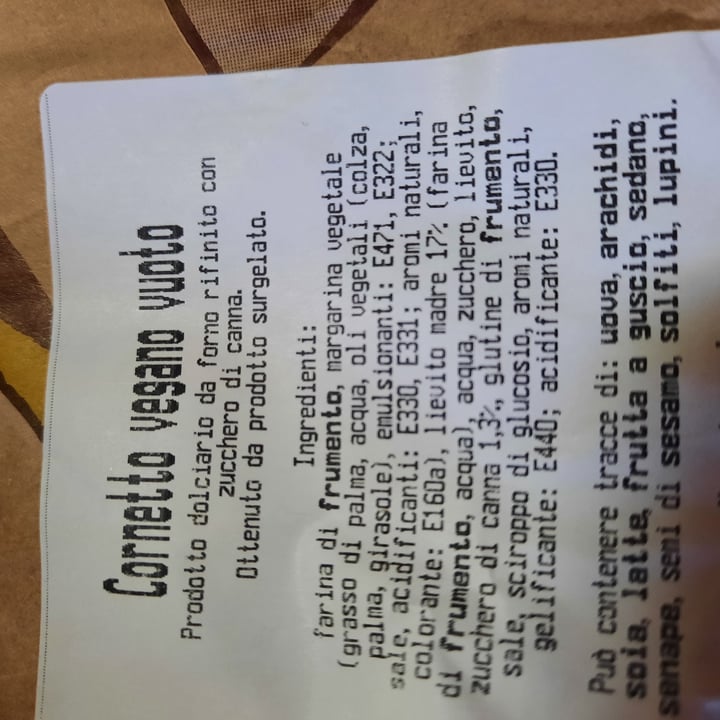 Cornetto vegano vuoto
Prodotto dolciario da forno rifinito con
zucchero di canna.
Ottenuto da prodotto surgelato.
Ingredienti:
farina di frumento, margarina vegetale
(grasso di palma, acqua, oli vegetali (colza,
palma, girasole), emulsionanti: E471, E322;
sale, acidificanti: E330, E331; aromi naturali,
colorante: E160a), lievito madre 17% (farina
di frumento, acqua), acqua, zucchero, lievito,
zucchero di canna 1,3%, glutine di frumento,
sale, sciroppo di glucosio, aromi naturali,
gelificante: E440; acidificante: E330.
Può contenere tracce di: uova, arachidi,
soia, latte, frutta a guscio, sedano,
senape, semi di sesamo, solfiti, lupini.